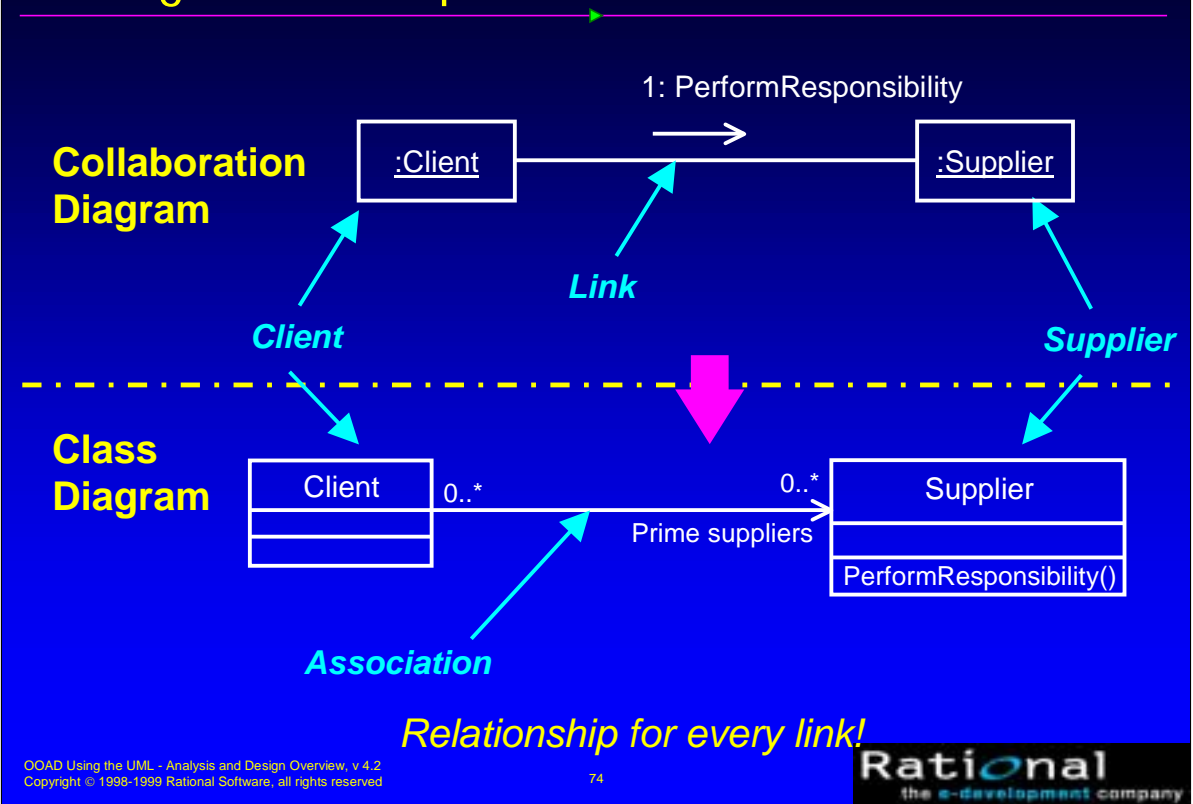 1: PerformResponsibility
Collaboration
Diagram
:Client
:Supplier
Link
Client
Supplier
Class
Diagram
Client
0..*
0..*
Supplier
Prime suppliers
PerformResponsibility()
Association
Relationship for every link!
OOAD Using the UML - Analysis and Design Overview, v 4.2
Copyright © 1998-1999 Rational Software, all rights reserved
74
Rational
the e-development company